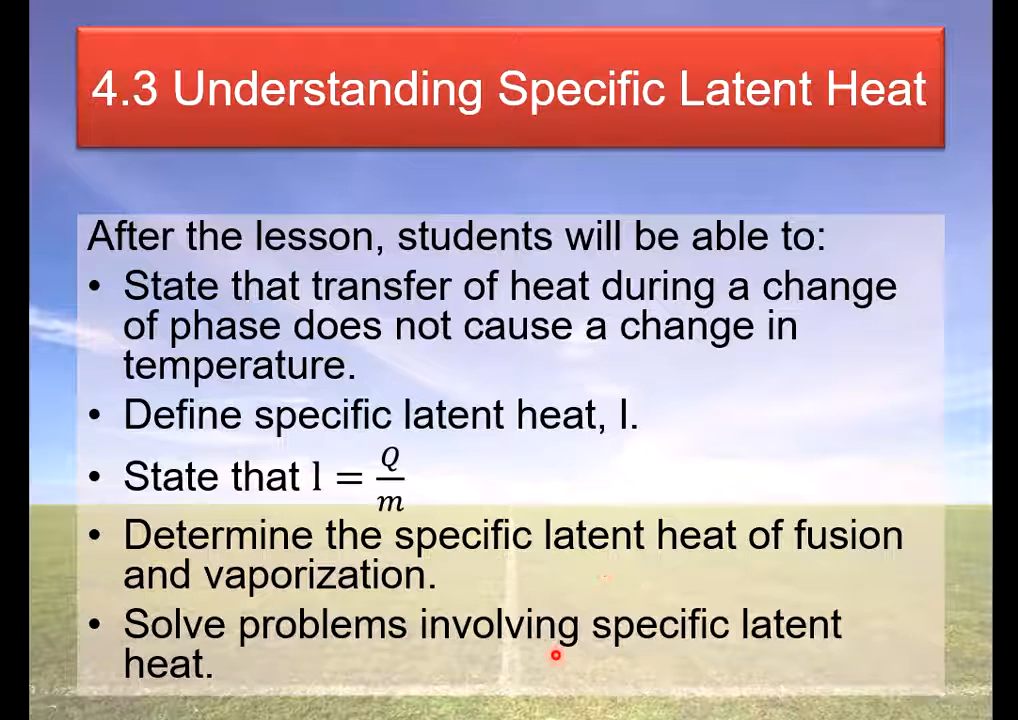 4.3 Understanding Specific Latent Heat
After the lesson, students will be able to:
• State that transfer of heat during a change
of phase does not cause a change in
temperature.
• Define specific latent heat, l.
• State that l = Q/m
• Determine the specific latent heat of fusion
and vaporization.
• Solve problems involving specific latent
heat.